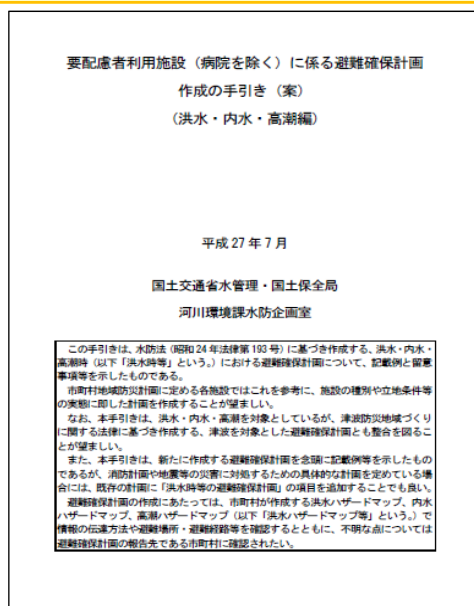 要配慮者利用施設（病院を除く）に係る避難確保計画
作成の手引き（案）
（洪水・内水・高潮編）
平成 27 年 7 月
国土交通省水管理・国土保全局
河川環境課水防企画室
この手引きは、水防法（昭和 24 年法律第 193 号）に基づき作成する、洪水・内水・
高潮時（以下「洪水時等」という。）における避難確保計画について、記載例と留意
事項等を示したものである。
市町村地域防災計画に定める各施設ではこれを参考に、施設の種別や立地条件等
の実態に即した計画を作成することが望ましい。
なお、本手引きは、洪水・内水・高潮を対象としているが、津波防災地域づくり
に関する法律に基づき作成する、津波を対象とした避難確保計画とも整合を図るこ
とが望ましい。
また、本手引きは、新たに作成する避難確保計画を念頭に記載例等を示したもの
であるが、消防計画や地震等の災害に対処するための具体的な計画を定めている場
合には、既存の計画に「洪水時等の避難確保計画」の項目を追加することでも良い。
避難確保計画の作成にあたっては、市町村が作成する洪水ハザードマップ、内水
ハザードマップ、高潮ハザードマップ（以下「洪水ハザードマップ等」という。）で
情報の伝達方法や避難場所・避難経路等を確認するとともに、不明な点については
避難確保計画の報告先である市町村に確認されたい。